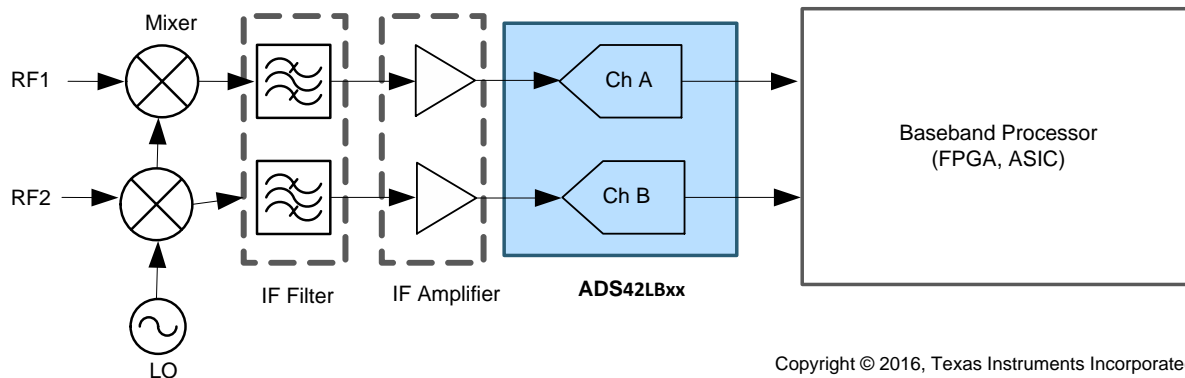 Mixer
RF1
Ch A
Baseband Processor
(FPGA, ASIC)
RF2
Ch B
IF Filter
IF Amplifier
ADS42LBxx
LO
Copyright © 2016, Texas Instruments Incorporate